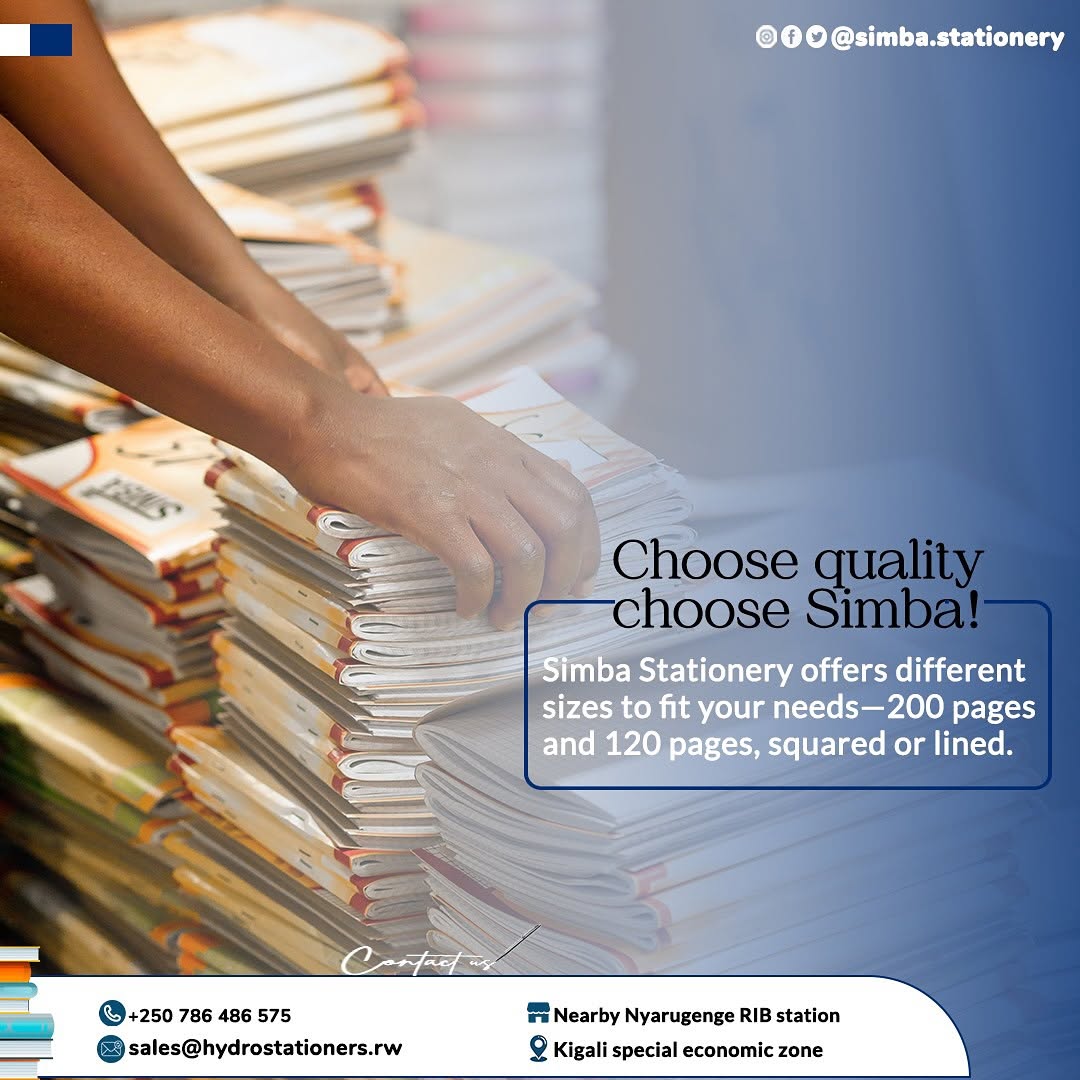 @simba.stationery
SIMBA
Choose quality
choose Simba!
Simba Stationery offers different
sizes to fit your needs—200 pages
and 120 pages, squared or lined.
Contact us
+250 786 486 575
sales@hydrostationers.rw
Nearby Nyarugenge RIB station
Kigali special economic zone